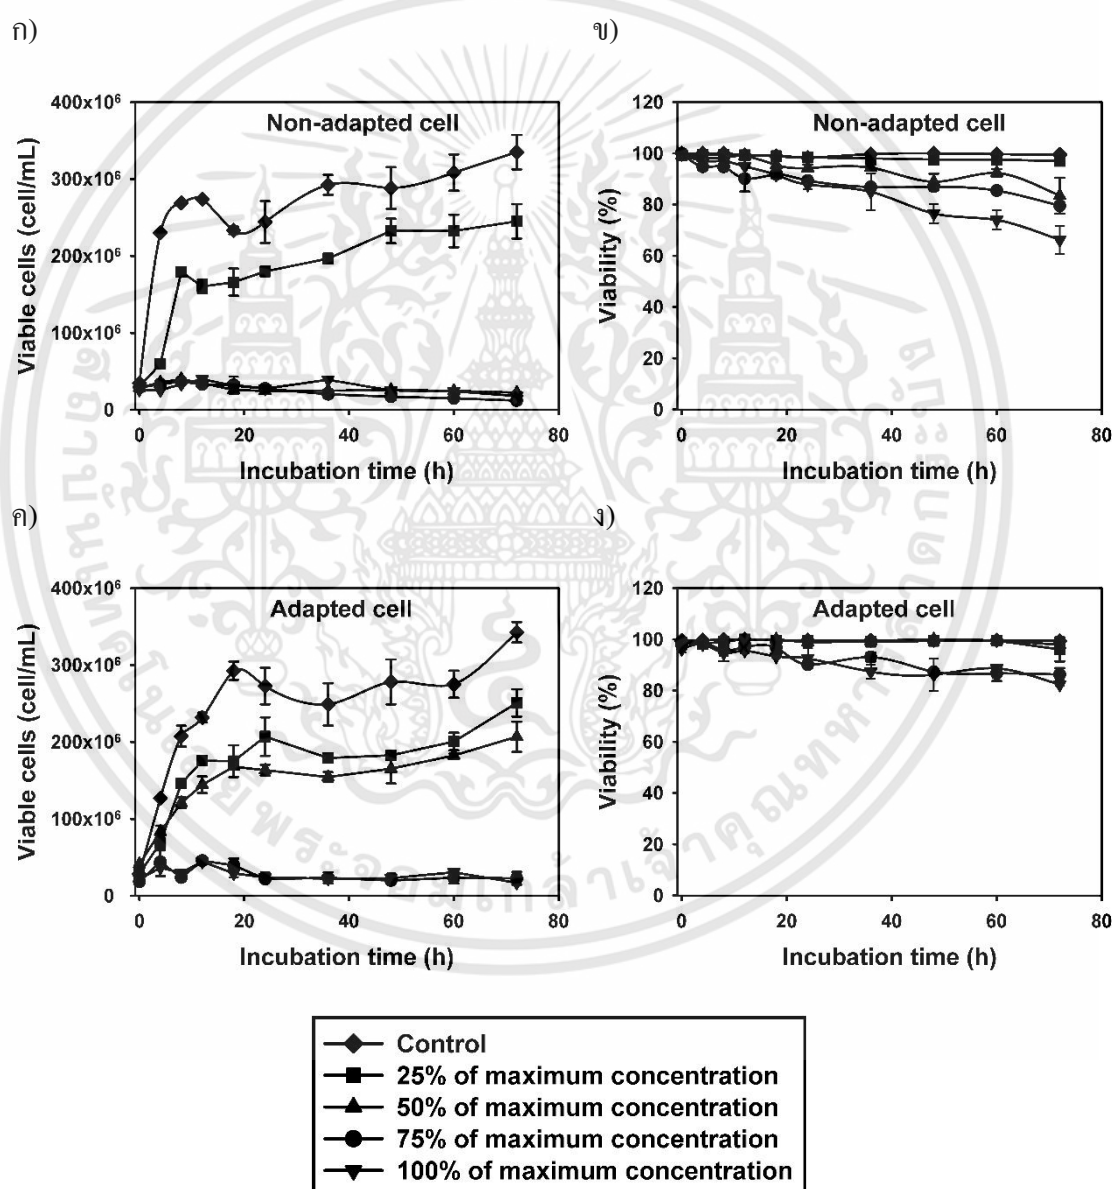 ก)
ข)
Non-adapted cell
Viable cells (cell/mL)
400x10⁶
300x10⁶
200x10⁶
100x10⁶
0
0 20 40 60 80
Incubation time (h)
Non-adapted cell
Viability (%)
120
100
80
60
40
20
0
0 20 40 60 80
Incubation time (h)
ค)
ง)
Adapted cell
Viable cells (cell/mL)
400x10⁶
300x10⁶
200x10⁶
100x10⁶
0
0 20 40 60 80
Incubation time (h)
Adapted cell
Viability (%)
120
100
80
60
40
20
0
0 20 40 60 80
Incubation time (h)
Control
25% of maximum concentration
50% of maximum concentration
75% of maximum concentration
100% of maximum concentration